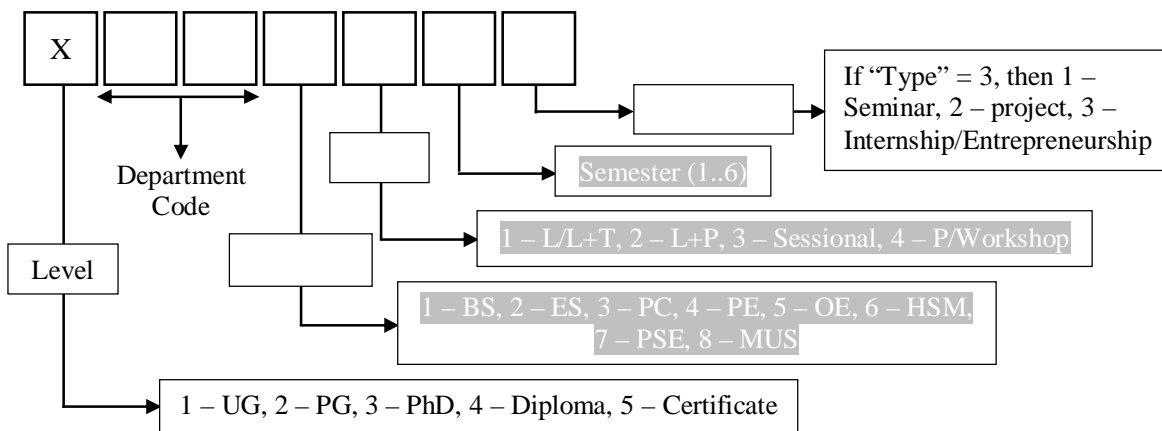 X
If “Type” = 3, then 1 –
Seminar, 2 – project, 3 –
Internship/Entrepreneurship
Semester (1..6)
Department
Code
1 – L/L+T, 2 – L+P, 3 – Sessional, 4 – P/Workshop
Level
1 – BS, 2 – ES, 3 – PC, 4 – PE, 5 – OE, 6 – HSM,
7 – PSE, 8 – MUS
1 – UG, 2 – PG, 3 – PhD, 4 – Diploma, 5 – Certificate